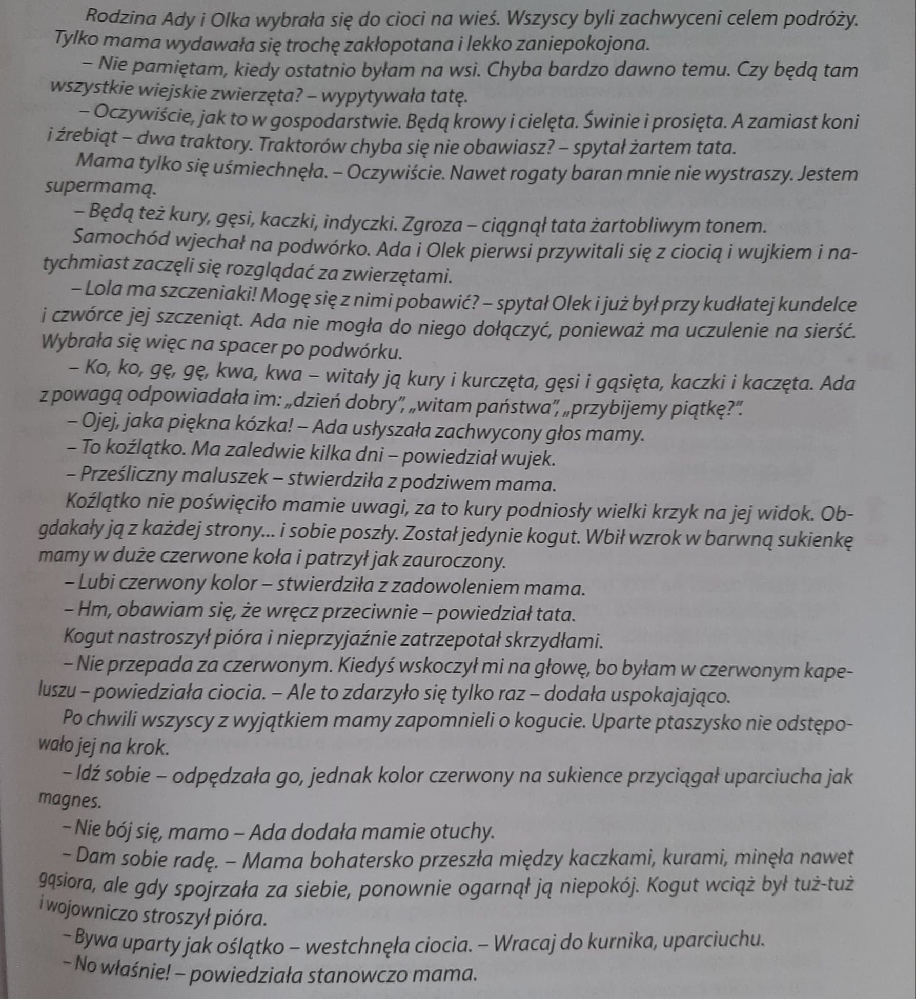 Rodzina Ady i Olka wybrała się do cioci na wieś. Wszyscy byli zachwyceni celem podróży.
Tylko mama wydawała się trochę zakłopotana i lekko zaniepokojona.
– Nie pamiętam, kiedy ostatnio byłam na wsi. Chyba bardzo dawno temu. Czy będą tam
wszystkie wiejskie zwierzęta? – wypytywała tatę.
– Oczywiście, jak to w gospodarstwie. Będą krowy i cielęta. Świnie i prosięta. A zamiast koni
i źrebiąt – dwa traktory. Traktorów chyba się nie obawiasz? – spytał żartem tata.
Mama tylko się uśmiechnęła. – Oczywiście. Nawet rogaty baran mnie nie wystraszy. Jestem
supermamą.
– Będą też kury, gęsi, kaczki, indyczki. Zgroza – ciągnął tata żartobliwym tonem.
Samochód wjechał na podwórko. Ada i Olek pierwsi przywitali się z ciocią i wujkiem i na-
tychmiast zaczęli się rozglądać za zwierzętami.
– Lola ma szczeniaki! Mogę się z nimi pobawić? – spytał Olek i już był przy kudłatej kundelce
i czwórce jej szczeniąt. Ada nie mogła do niego dołączyć, ponieważ ma uczulenie na sierść.
Wybrała się więc na spacer po podwórku.
– Ko, ko, gę, gę, kwa, kwa – witały ją kury i kurczęta, gęsi i gąsięta, kaczki i kaczęta. Ada
z powagą odpowiadała im: „dzień dobry”, „witam państwa”, „przybijemy piątkę?”.
– Ojej, jaka piękna kózka! – Ada usłyszała zachwycony głos mamy.
– To koźlątko. Ma zaledwie kilka dni – powiedział wujek.
– Prześliczny maluszek – stwierdziła z podziwem mama.
Koźlątko nie poświęciło mamie uwagi, za to kury podniosły wielki krzyk na jej widok. Ob-
gdakały ją z każdej strony... i sobie poszły. Został jedynie kogut. Wbił wzrok w barwną sukienkę
mamy w duże czerwone koła i patrzył jak zauroczony.
– Lubi czerwony kolor – stwierdziła z zadowoleniem mama.
– Hm, obawiam się, że wręcz przeciwnie – powiedział tata.
Kogut nastroszył pióra i nieprzyjaźnie zatrzepotał skrzydłami.
– Nie przepada za czerwonym. Kiedyś wskoczył mi na głowę, bo byłam w czerwonym kape-
luszu – powiedziała ciocia. – Ale to zdarzyło się tylko raz – dodała uspokajająco.
Po chwili wszyscy z wyjątkiem mamy zapomnieli o kogucie. Uparte ptaszysko nie odstępo-
wało jej na krok.
– Idź sobie – odpędzała go, jednak kolor czerwony na sukience przyciągał uparciucha jak
magnes.
– Nie bój się, mamo – Ada dodała mamie otuchy.
– Dam sobie radę. – Mama bohatersko przeszła między kaczkami, kurami, minęła nawet
gąsiora, ale gdy spojrzała za siebie, ponownie ogarnął ją niepokój. Kogut wciąż był tuż-tuż
i wojowniczo stroszył pióra.
– Bywa uparty jak oślątko – westchnęła ciocia. – Wracaj do kurnika, uparciuchu.
– No właśnie! – powiedziała stanowczo mama.